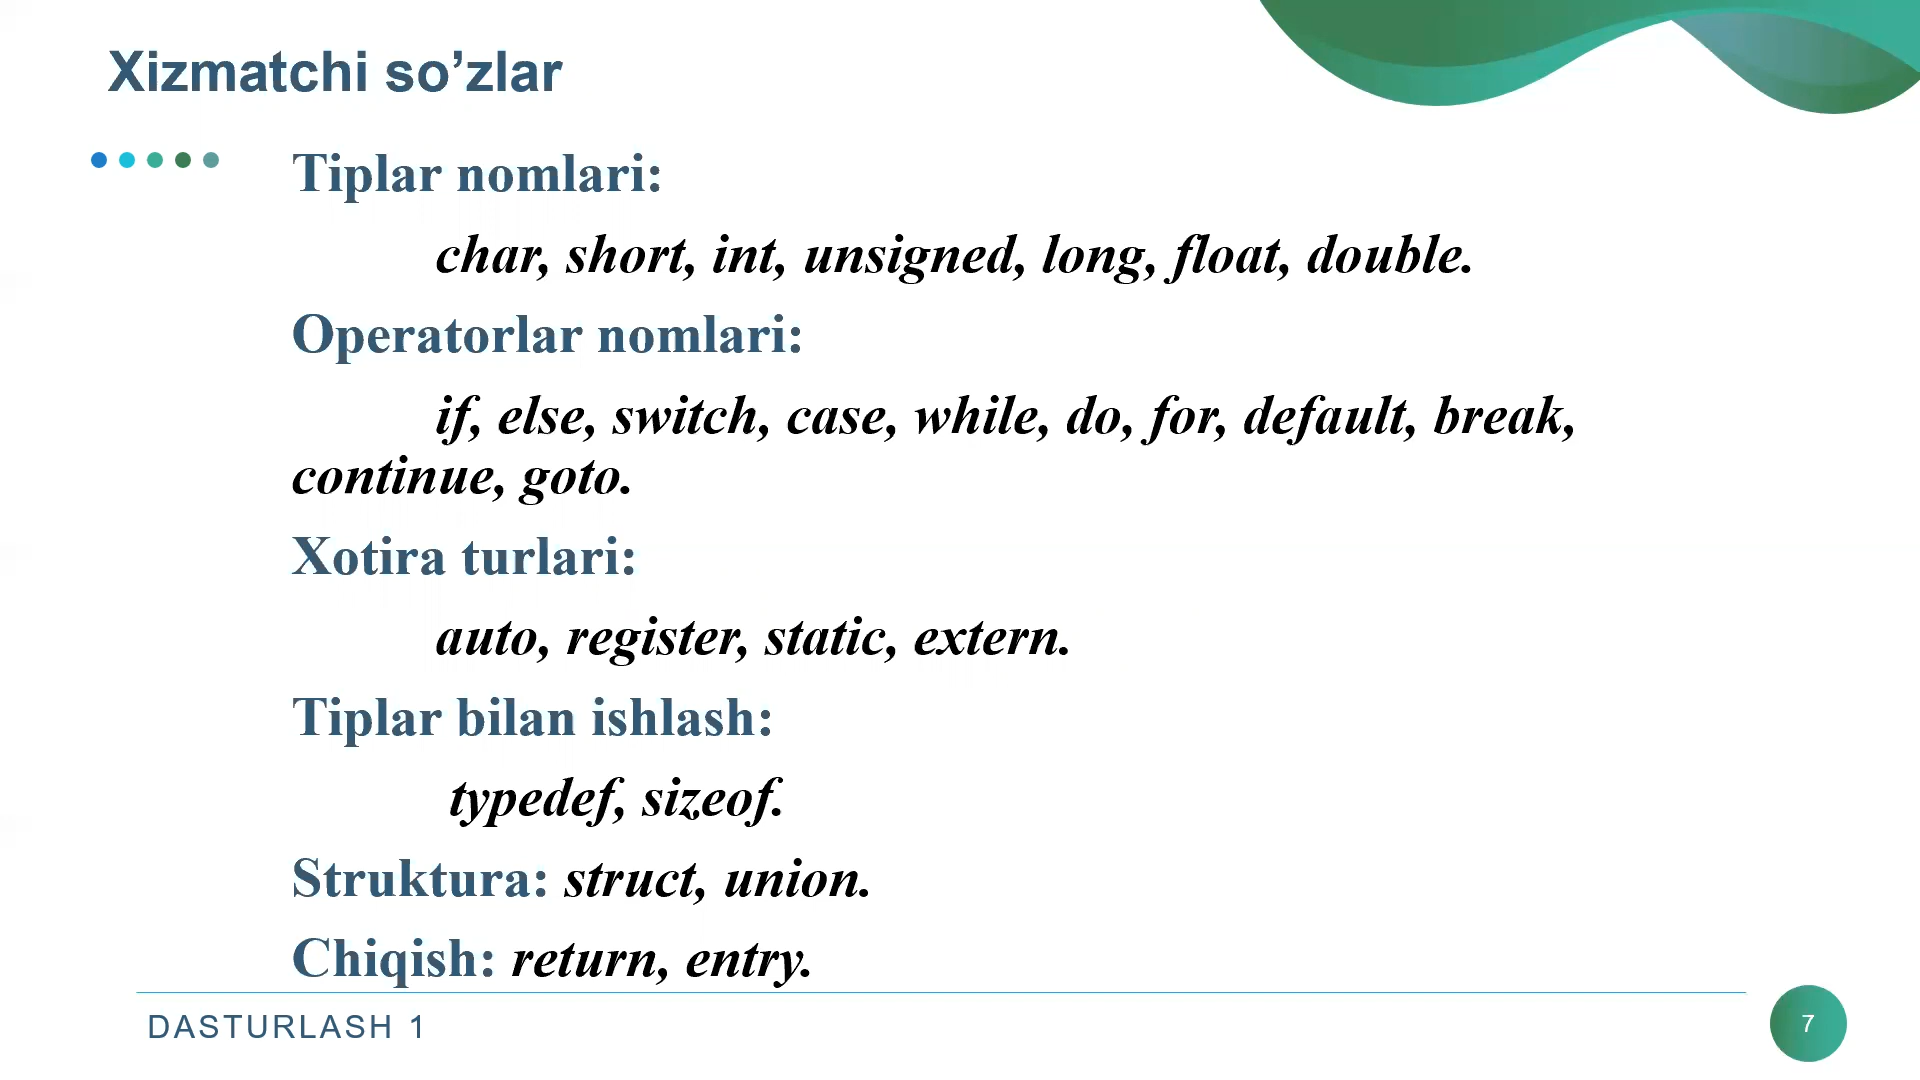 Xizmatchi so’zlar
Tiplar nomlari:
char, short, int, unsigned, long, float, double.
Operatorlar nomlari:
if, else, switch, case, while, do, for, default, break,
continue, goto.
Xotira turlari:
auto, register, static, extern.
Tiplar bilan ishlash:
typedef, sizeof.
Struktura: struct, union.
Chiqish: return, entry.
DASTURLASH 1
7